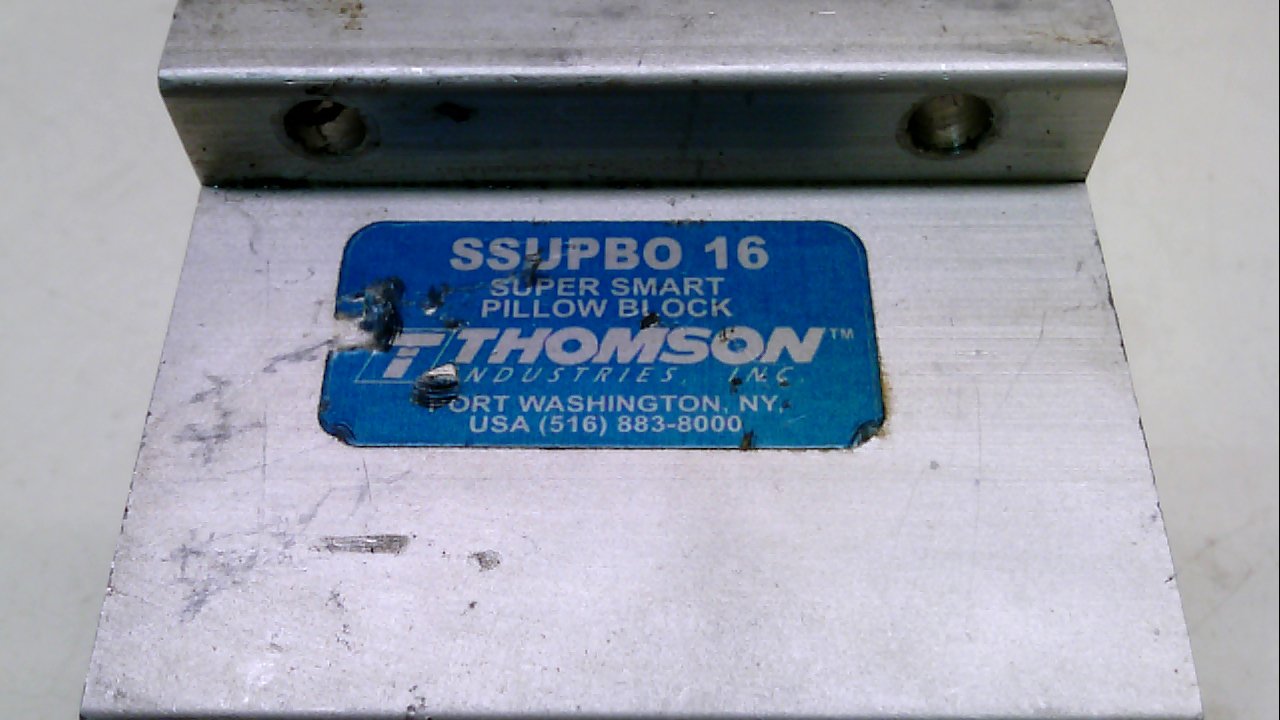 SSUPBO 16
SUPER SMART
PILLOW BLOCK
T THOMSON™
INDUSTRIES, INC.
PORT WASHINGTON, NY,
USA (516) 883-8000